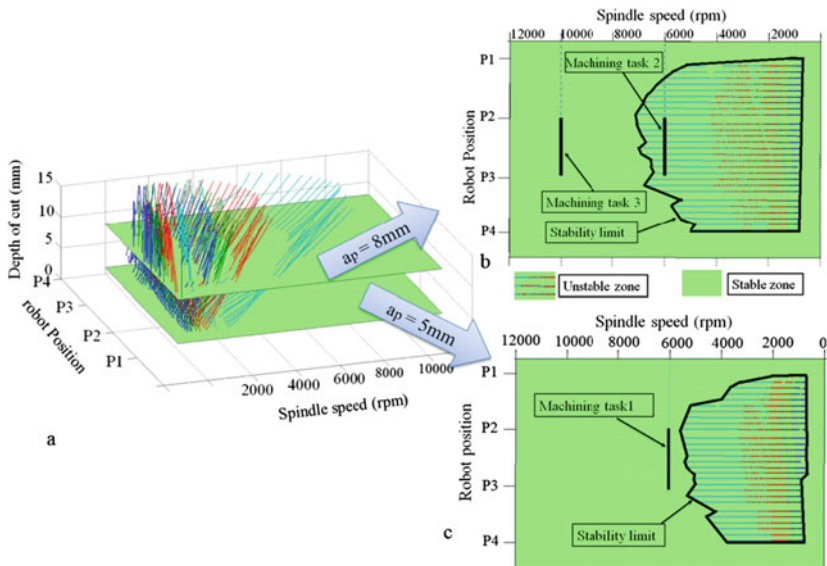 Depth of cut (mm)
15
10
5
0
P4
P3
P2
P1
robot Position
2000
4000
6000
8000
10000
Spindle speed (rpm)
ap = 8mm
ap = 5mm
a
Spindle speed (rpm)
12000
10000
8000
6000
4000
2000
P1
P2
P3
P4
Robot Position
Machining task 2
Machining task 3
Stability limit
b
Unstable zone
Stable zone
Spindle speed (rpm)
12000
10000
8000
6000
4000
2000
0
P1
P2
P3
P4
Robot position
Machining task1
Stability limit
c